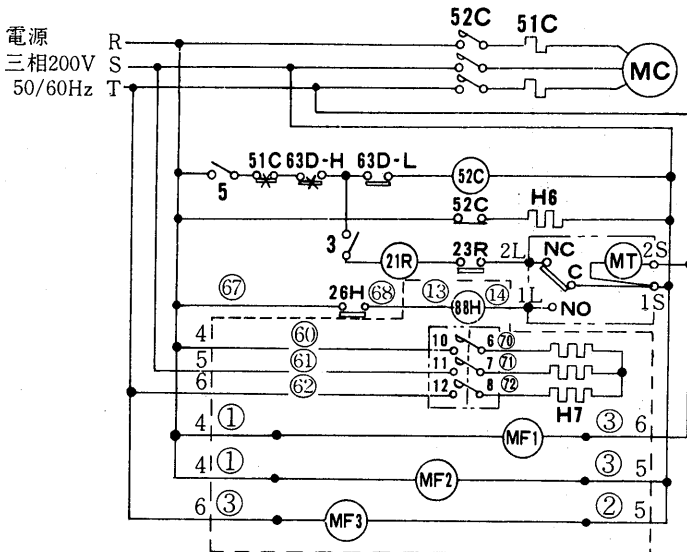 52C 51C
電源 R
三相200V S MC
50/60Hz T
51C 63D-H 63D-L
5 52C
52C H6
3 21R 23R 2L NC MT 2S
C
67 26H 68 13 88H 14 1L NO 1S
4 60 10 6 70
5 61 11 7 71
6 62 12 8 72
H7
4 ① MF1 ③ 6
4 ① MF2 ③ 5
6 ③ MF3 ② 5